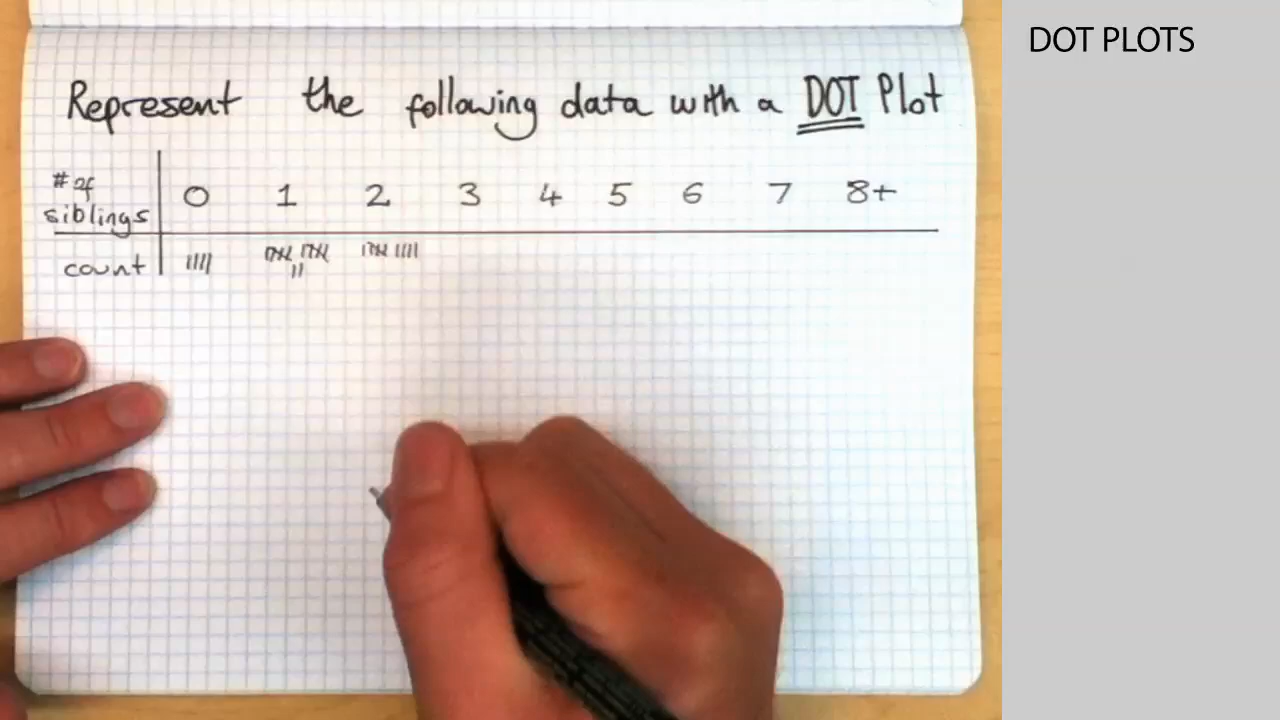 Represent the following data with a DOT Plot
# of siblings 0 1 2 3 4 5 6 7 8+
count
DOT PLOTS